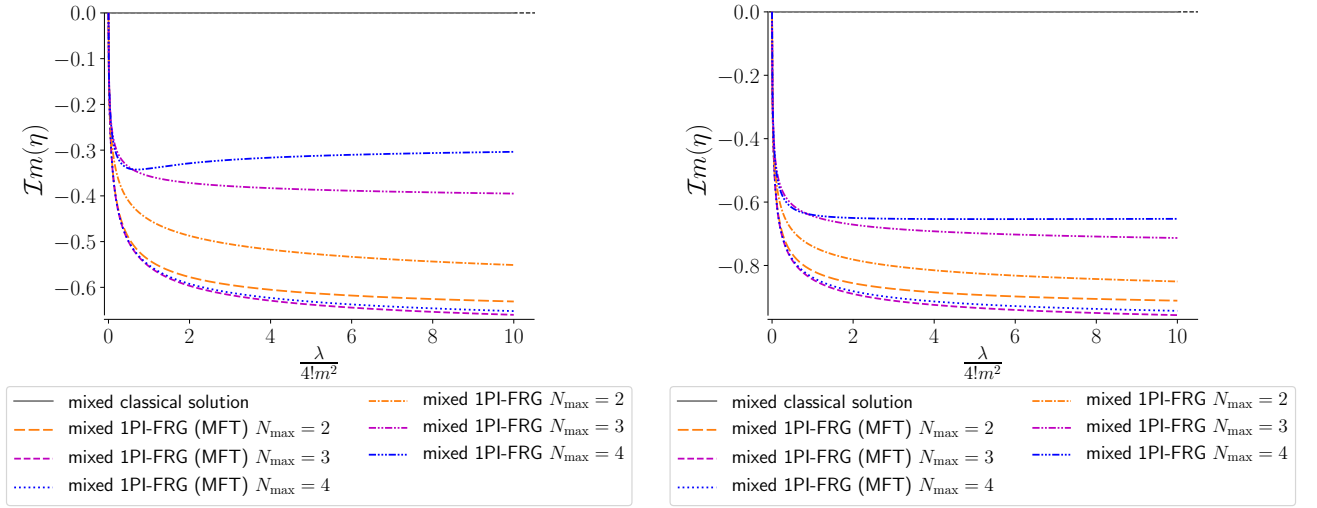 0.0
−0.1
−0.2
−0.3
−0.4
−0.5
−0.6
Im(η)
0 2 4 6 8 10
λ
4!m²
mixed classical solution
mixed 1PI-FRG (MFT) N_max = 2
mixed 1PI-FRG (MFT) N_max = 3
mixed 1PI-FRG (MFT) N_max = 4
mixed 1PI-FRG N_max = 2
mixed 1PI-FRG N_max = 3
mixed 1PI-FRG N_max = 4
0.0
−0.2
−0.4
−0.6
−0.8
Im(η)
0 2 4 6 8 10
λ
4!m²
mixed classical solution
mixed 1PI-FRG (MFT) N_max = 2
mixed 1PI-FRG (MFT) N_max = 3
mixed 1PI-FRG (MFT) N_max = 4
mixed 1PI-FRG N_max = 2
mixed 1PI-FRG N_max = 3
mixed 1PI-FRG N_max = 4